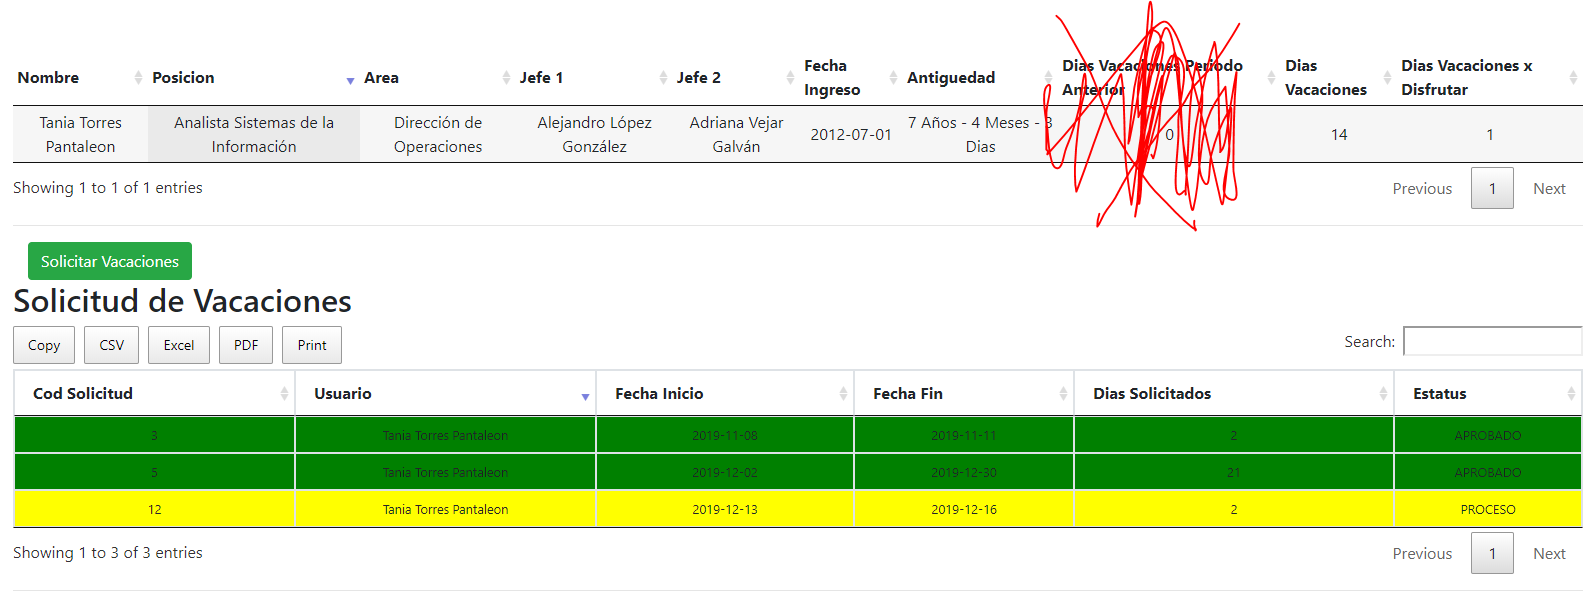 Nombre Posicion Area Jefe 1 Jefe 2 Fecha Ingreso Antiguedad Dias Vacaciones Periodo Anterior Dias Vacaciones Dias Vacaciones x Disfrutar
Tania Torres Pantaleon Analista Sistemas de la Información Dirección de Operaciones Alejandro López González Adriana Vejar Galván 2012-07-01 7 Años - 4 Meses - 3 Dias 0 14 1
Showing 1 to 1 of 1 entries Previous 1 Next
Solicitar Vacaciones
Solicitud de Vacaciones
Copy CSV Excel PDF Print Search:
Cod Solicitud Usuario Fecha Inicio Fecha Fin Dias Solicitados Estatus
3 Tania Torres Pantaleon 2019-11-08 2019-11-11 2 APROBADO
5 Tania Torres Pantaleon 2019-12-02 2019-12-30 21 APROBADO
12 Tania Torres Pantaleon 2019-12-13 2019-12-16 2 PROCESO
Showing 1 to 3 of 3 entries Previous 1 Next